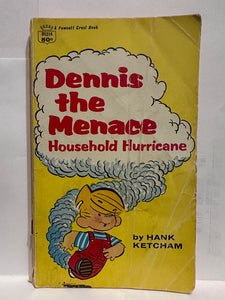 a Fawcett Crest Book
50¢
Dennis
the
Menace
Household Hurricane
by HANK
KETCHAM